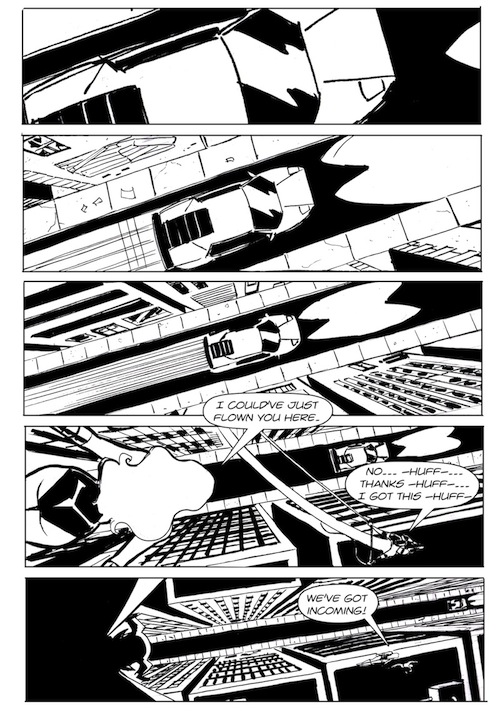 I COULD'VE JUST
FLOWN YOU HERE.
NO... -HUFF-...
THANKS -HUFF-...
I GOT THIS -HUFF-
WE'VE GOT
INCOMING!